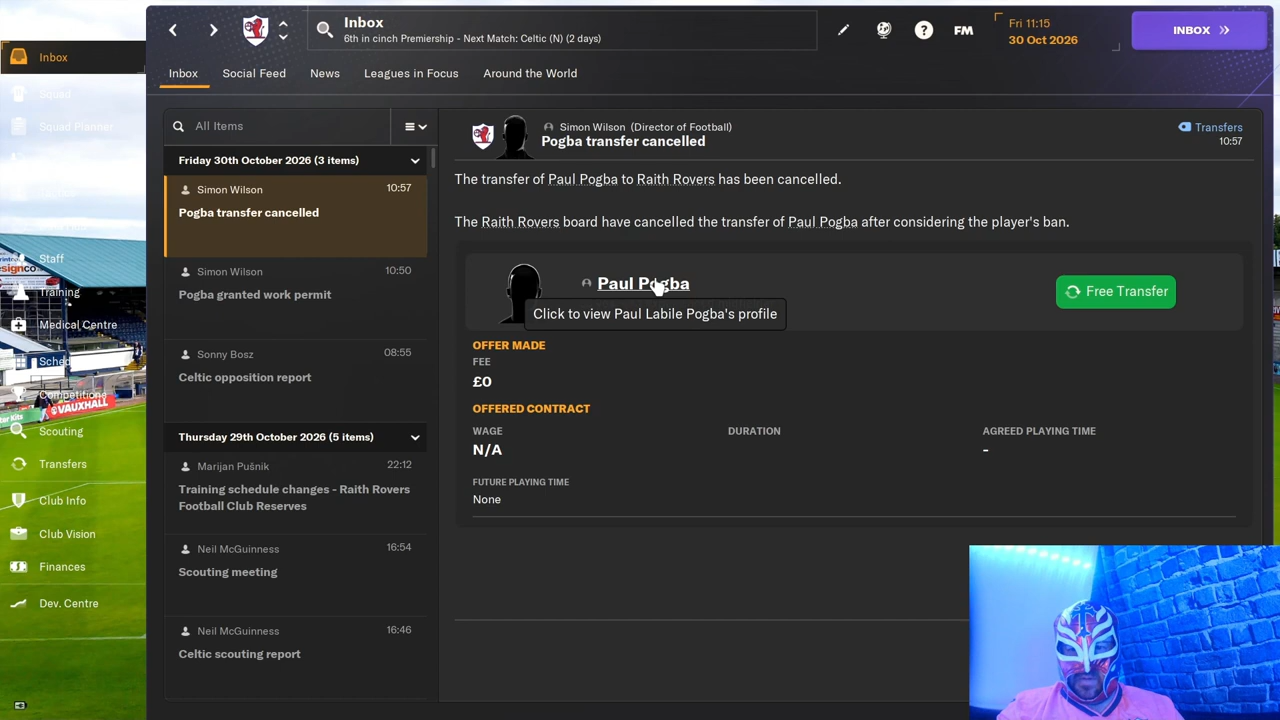 Inbox
6th in cinch Premiership - Next Match: Celtic (N) (2 days)
FM
Fri 11:15
30 Oct 2026
INBOX
Inbox
Squad
Squad Planner
Staff
Training
Medical Centre
Sched
Competitions
Scouting
Transfers
Club Info
Club Vision
Finances
Dev. Centre
esignco
VAUXHALL
Inbox
Social Feed
News
Leagues in Focus
Around the World
All Items
Friday 30th October 2026 (3 items)
Simon Wilson
10:57
Pogba transfer cancelled
Simon Wilson
10:50
Pogba granted work permit
Sonny Bosz
08:55
Celtic opposition report
Thursday 29th October 2026 (5 items)
Marijan Pušnik
22:12
Training schedule changes - Raith Rovers
Football Club Reserves
Neil McGuinness
16:54
Scouting meeting
Neil McGuinness
16:46
Celtic scouting report
Simon Wilson (Director of Football)
Pogba transfer cancelled
Transfers
10:57
The transfer of Paul Pogba to Raith Rovers has been cancelled.
The Raith Rovers board have cancelled the transfer of Paul Pogba after considering the player's ban.
Paul Pogba
Click to view Paul Labile Pogba's profile
Free Transfer
OFFER MADE
FEE
£0
OFFERED CONTRACT
WAGE
DURATION
AGREED PLAYING TIME
N/A
-
FUTURE PLAYING TIME
None